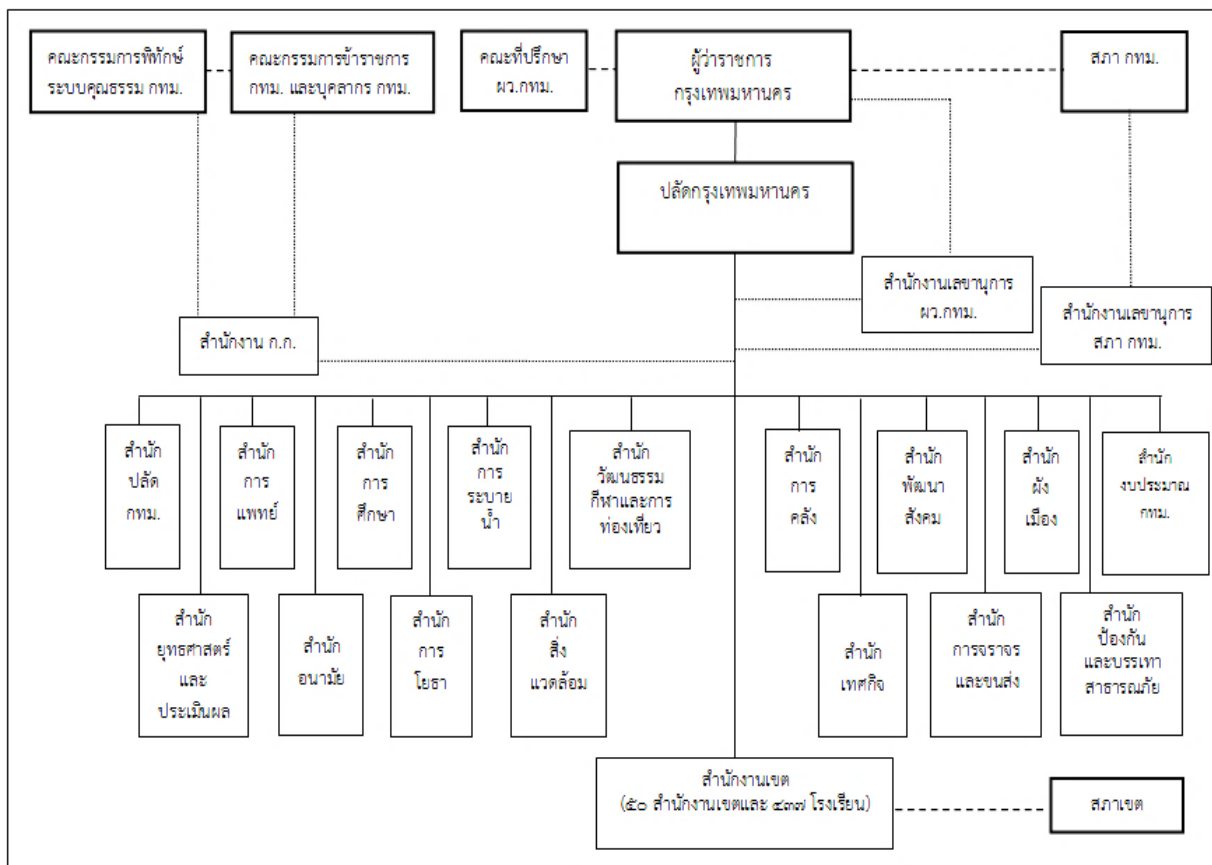 คณะกรรมการพิทักษ์
ระบบคุณธรรม กทม.
คณะกรรมการข้าราชการ
กทม. และบุคลากร กทม.
คณะที่ปรึกษา
ผว.กทม.
ผู้ว่าราชการ
กรุงเทพมหานคร
สภา กทม.
ปลัดกรุงเทพมหานคร
สำนักงานเลขานุการ
ผว.กทม.
สำนักงานเลขานุการ
สภา กทม.
สำนักงาน ก.ก.
สำนัก
ปลัด
กทม.
สำนัก
การ
แพทย์
สำนัก
การ
ศึกษา
สำนัก
การ
ระบาย
น้ำ
สำนัก
วัฒนธรรม
กีฬาและการ
ท่องเที่ยว
สำนัก
การ
คลัง
สำนัก
พัฒนา
สังคม
สำนัก
ผัง
เมือง
สำนัก
งบประมาณ
กทม.
สำนัก
ยุทธศาสตร์
และ
ประเมินผล
สำนัก
อนามัย
สำนัก
การ
โยธา
สำนัก
สิ่ง
แวดล้อม
สำนัก
เทศกิจ
สำนัก
การจราจร
และขนส่ง
สำนัก
ป้องกัน
และบรรเทา
สาธารณภัย
สำนักงานเขต
(๕๐ สำนักงานเขตและ ๔๓๗ โรงเรียน)
สภาเขต